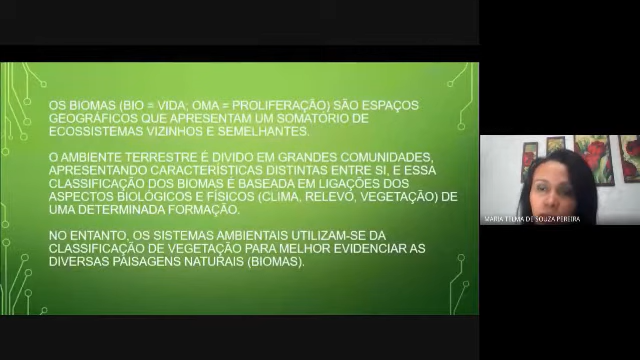 OS BIOMAS (BIO = VIDA; OMA = PROLIFERAÇÃO) SÃO ESPAÇOS
GEOGRÁFICOS QUE APRESENTAM UM SOMATÓRIO DE
ECOSSISTEMAS VIZINHOS E SEMELHANTES.
O AMBIENTE TERRESTRE É DIVIDO EM GRANDES COMUNIDADES,
APRESENTANDO CARACTERÍSTICAS DISTINTAS ENTRE SI, E ESSA
CLASSIFICAÇÃO DOS BIOMAS É BASEADA EM LIGAÇÕES DOS
ASPECTOS BIOLÓGICOS E FÍSICOS (CLIMA, RELEVO, VEGETAÇÃO) DE
UMA DETERMINADA FORMAÇÃO.
NO ENTANTO, OS SISTEMAS AMBIENTAIS UTILIZAM-SE DA
CLASSIFICAÇÃO DE VEGETAÇÃO PARA MELHOR EVIDENCIAR AS
DIVERSAS PAISAGENS NATURAIS (BIOMAS).
MARIA TELMA DE SOUZA PEREIRA